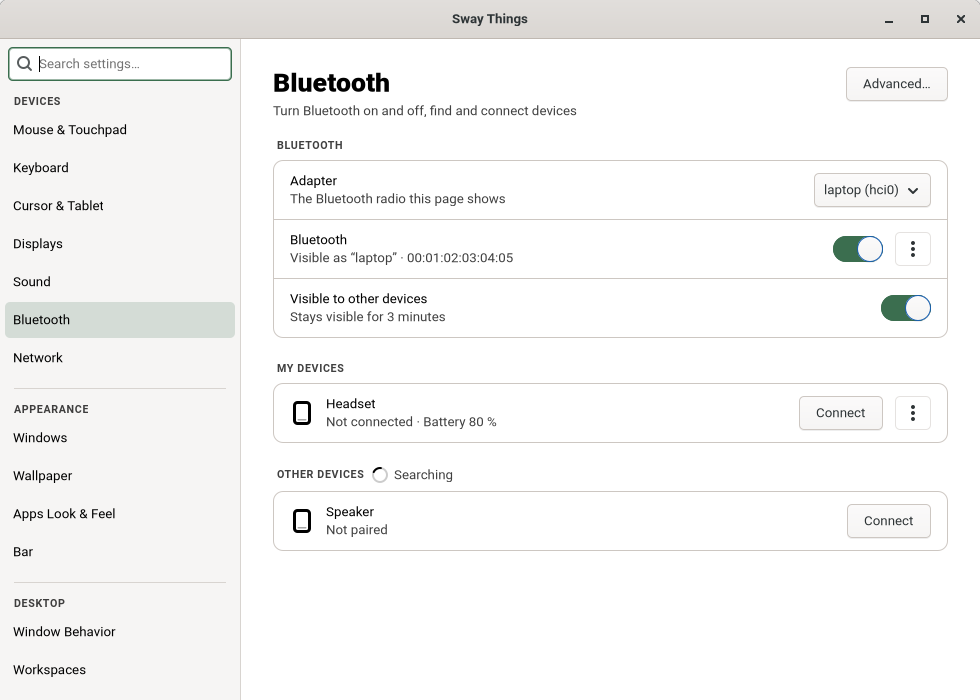 Sway Things
Search settings…
DEVICES
Mouse & Touchpad
Keyboard
Cursor & Tablet
Displays
Sound
Bluetooth
Network
APPEARANCE
Windows
Wallpaper
Apps Look & Feel
Bar
DESKTOP
Window Behavior
Workspaces
Bluetooth
Turn Bluetooth on and off, find and connect devices
Advanced…
BLUETOOTH
Adapter
The Bluetooth radio this page shows
laptop (hci0)
Bluetooth
Visible as “laptop” · 00:01:02:03:04:05
Visible to other devices
Stays visible for 3 minutes
MY DEVICES
Headset
Not connected · Battery 80 %
Connect
OTHER DEVICES Searching
Speaker
Not paired
Connect